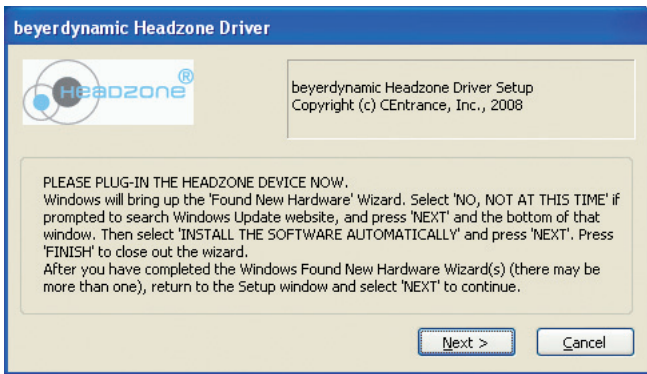 beyerdynamic Headzone Driver
HEADZONE®
beyerdynamic Headzone Driver Setup
Copyright (c) CEntrance, Inc., 2008
PLEASE PLUG-IN THE HEADZONE DEVICE NOW.
Windows will bring up the 'Found New Hardware' Wizard. Select 'NO, NOT AT THIS TIME' if
prompted to search Windows Update website, and press 'NEXT' and the bottom of that
window. Then select 'INSTALL THE SOFTWARE AUTOMATICALLY' and press 'NEXT'. Press
'FINISH' to close out the wizard.
After you have completed the Windows Found New Hardware Wizard(s) (there may be
more than one), return to the Setup window and select 'NEXT' to continue.
Next >
Cancel